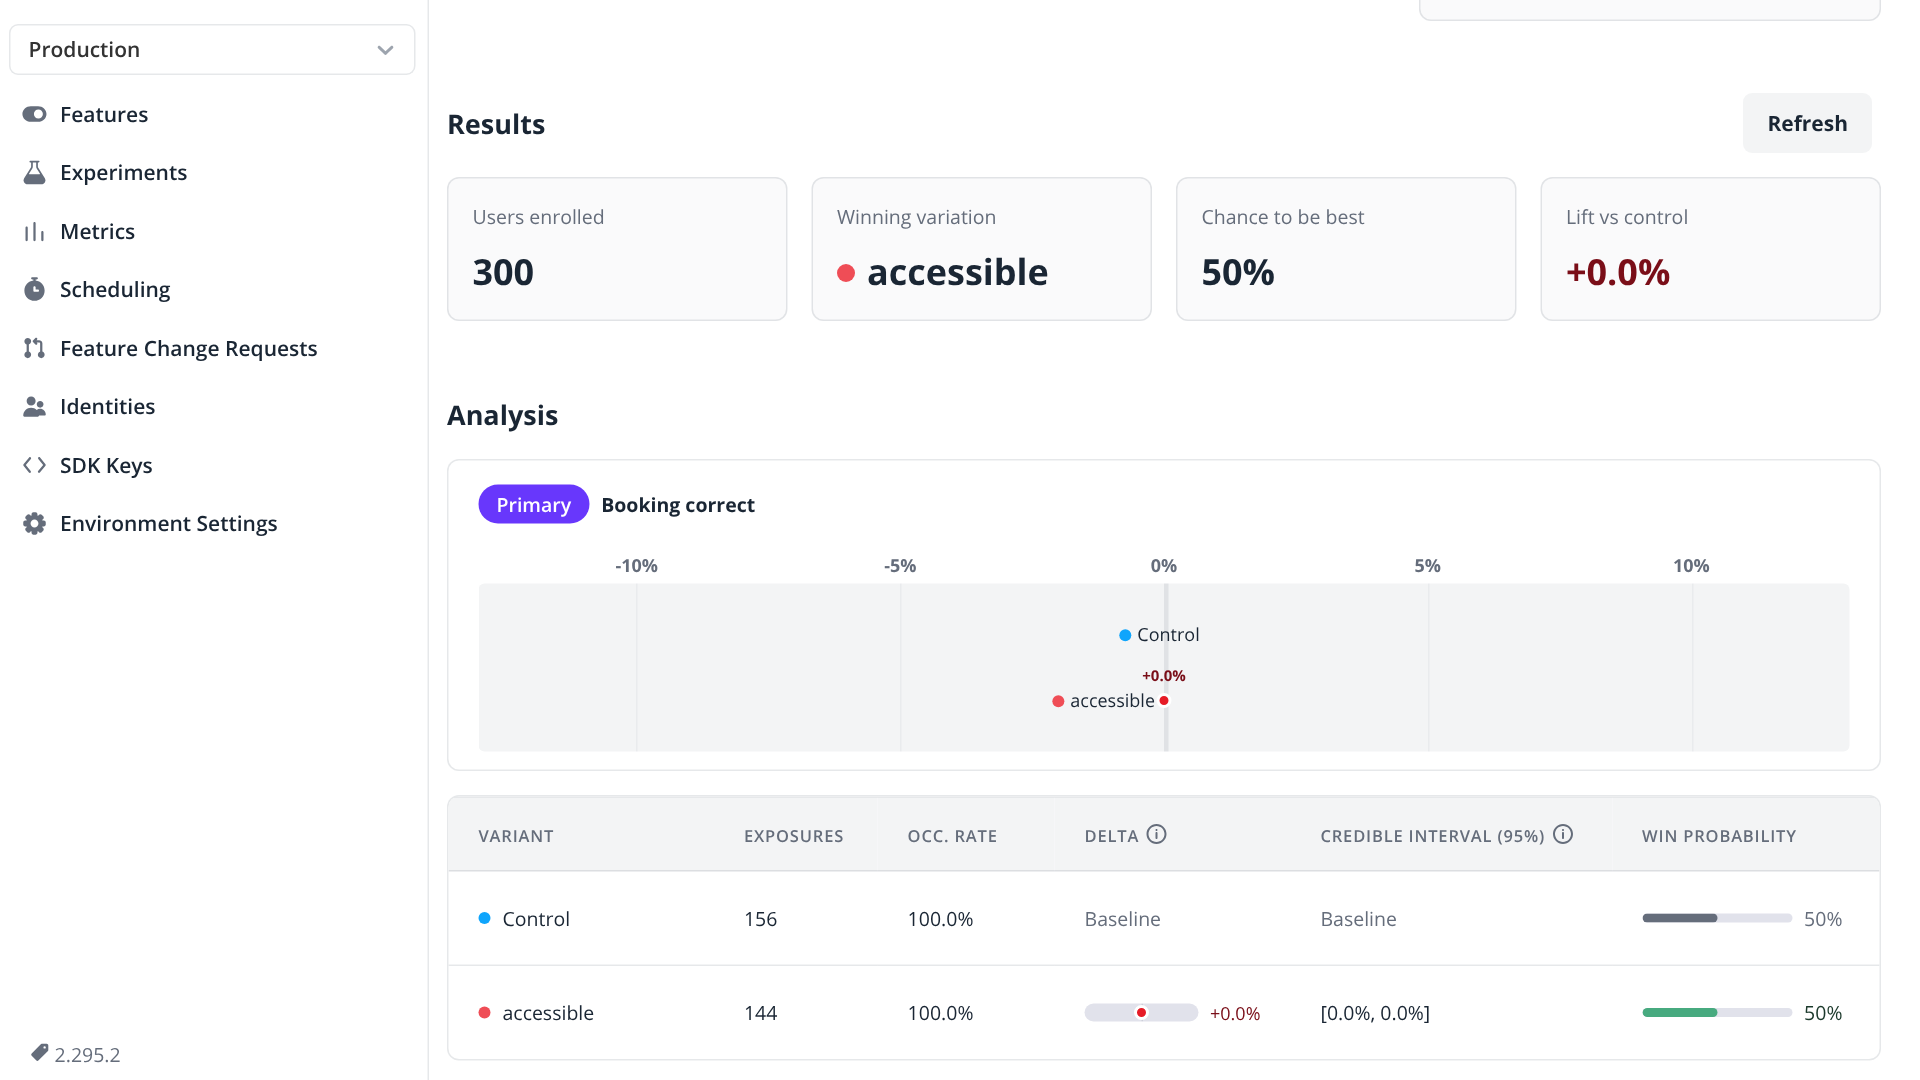 Production
Features
Experiments
Metrics
Scheduling
Feature Change Requests
Identities
SDK Keys
Environment Settings
2.295.2
Results
Refresh
Users enrolled
300
Winning variation
accessible
Chance to be best
50%
Lift vs control
+0.0%
Analysis
Primary Booking correct
-10% -5% 0% 5% 10%
Control
+0.0%
accessible
VARIANT EXPOSURES OCC. RATE DELTA CREDIBLE INTERVAL (95%) WIN PROBABILITY
Control 156 100.0% Baseline Baseline 50%
accessible 144 100.0% +0.0% [0.0%, 0.0%] 50%